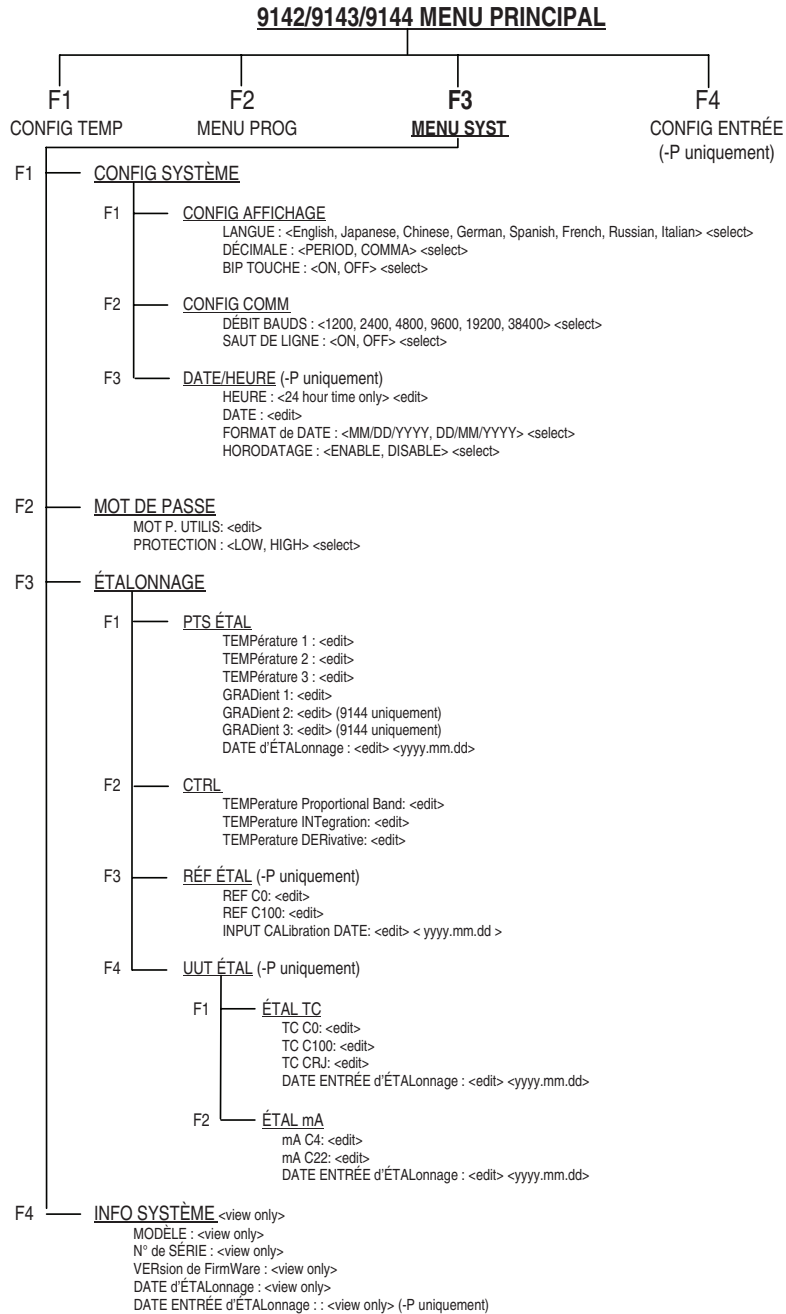 9142/9143/9144 MENU PRINCIPAL
F1 F2 F3 F4
CONFIG TEMP MENU PROG MENU SYST CONFIG ENTRÉE
(-P uniquement)
F1 CONFIG SYSTÈME
F1 CONFIG AFFICHAGE
LANGUE : <English, Japanese, Chinese, German, Spanish, French, Russian, Italian> <select>
DÉCIMALE : <PERIOD, COMMA> <select>
BIP TOUCHE : <ON, OFF> <select>
F2 CONFIG COMM
DÉBIT BAUDS : <1200, 2400, 4800, 9600, 19200, 38400> <select>
SAUT DE LIGNE : <ON, OFF> <select>
F3 DATE/HEURE (-P uniquement)
HEURE : <24 hour time only> <edit>
DATE : <edit>
FORMAT de DATE : <MM/DD/YYYY, DD/MM/YYYY> <select>
HORODATAGE : <ENABLE, DISABLE> <select>
F2 MOT DE PASSE
MOT P. UTILIS: <edit>
PROTECTION : <LOW, HIGH> <select>
F3 ÉTALONNAGE
F1 PTS ÉTAL
TEMPérature 1 : <edit>
TEMPérature 2 : <edit>
TEMPérature 3 : <edit>
GRADient 1: <edit>
GRADient 2: <edit> (9144 uniquement)
GRADient 3: <edit> (9144 uniquement)
DATE d'ÉTALonnage : <edit> <yyyy.mm.dd>
F2 CTRL
TEMPerature Proportional Band: <edit>
TEMPerature INTegration: <edit>
TEMPerature DERivative: <edit>
F3 RÉF ÉTAL (-P uniquement)
REF C0: <edit>
REF C100: <edit>
INPUT CALibration DATE: <edit> < yyyy.mm.dd >
F4 UUT ÉTAL (-P uniquement)
F1 ÉTAL TC
TC C0: <edit>
TC C100: <edit>
TC CRJ: <edit>
DATE ENTRÉE d'ÉTALonnage : <edit> <yyyy.mm.dd>
F2 ÉTAL mA
mA C4: <edit>
mA C22: <edit>
DATE ENTRÉE d'ÉTALonnage : <edit> <yyyy.mm.dd>
F4 INFO SYSTÈME <view only>
MODÈLE : <view only>
N° de SÉRIE : <view only>
VERsion de FirmWare : <view only>
DATE d'ÉTALonnage : <view only>
DATE ENTRÉE d'ÉTALonnage : : <view only> (-P uniquement)